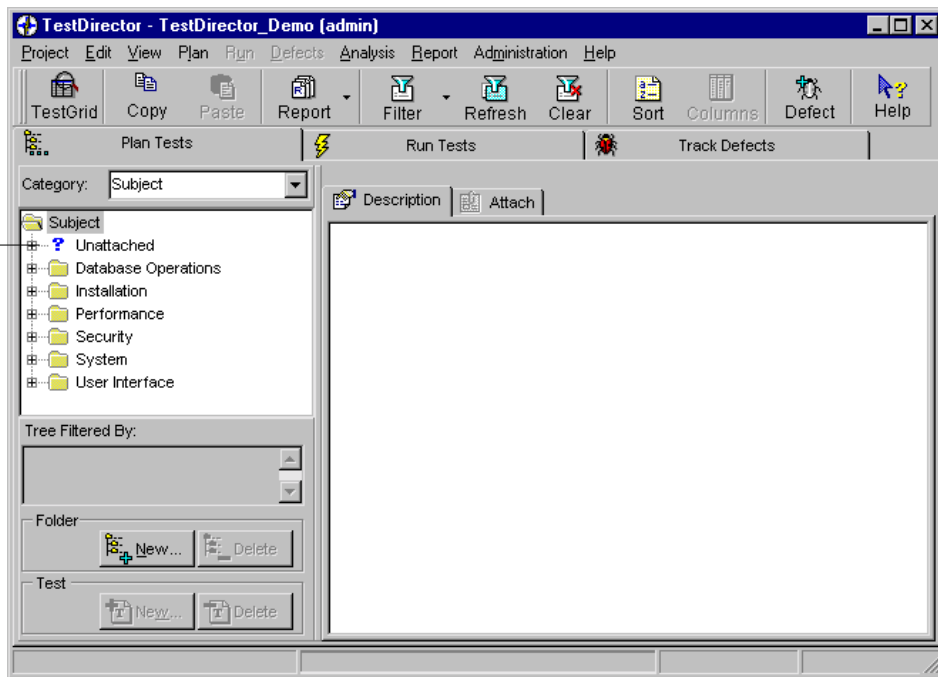 TestDirector - TestDirector_Demo (admin)
Project Edit View Plan Run Defects Analysis Report Administration Help
TestGrid Copy Paste Report Filter Refresh Clear Sort Columns Defect Help
Plan Tests Run Tests Track Defects
Category: Subject
Description Attach
Subject
? Unattached
Database Operations
Installation
Performance
Security
System
User Interface
Tree Filtered By:
Folder
New... Delete
Test
New... Delete